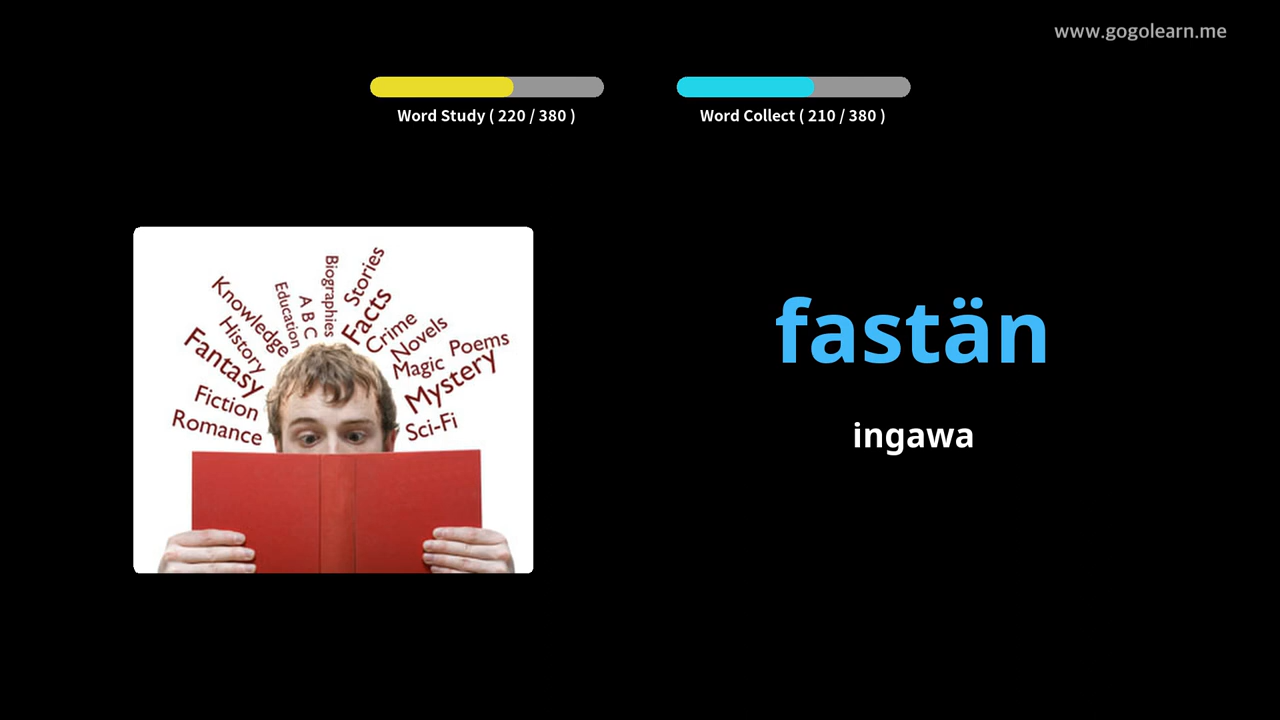 www.gogolearn.me
Word Study ( 220 / 380 )
Word Collect ( 210 / 380 )
Knowledge
History
Fantasy
Fiction
Romance
Education
A B C
Biographies
Stories
Facts
Crime
Novels
Magic
Poems
Mystery
Sci-Fi
fastän
ingawa